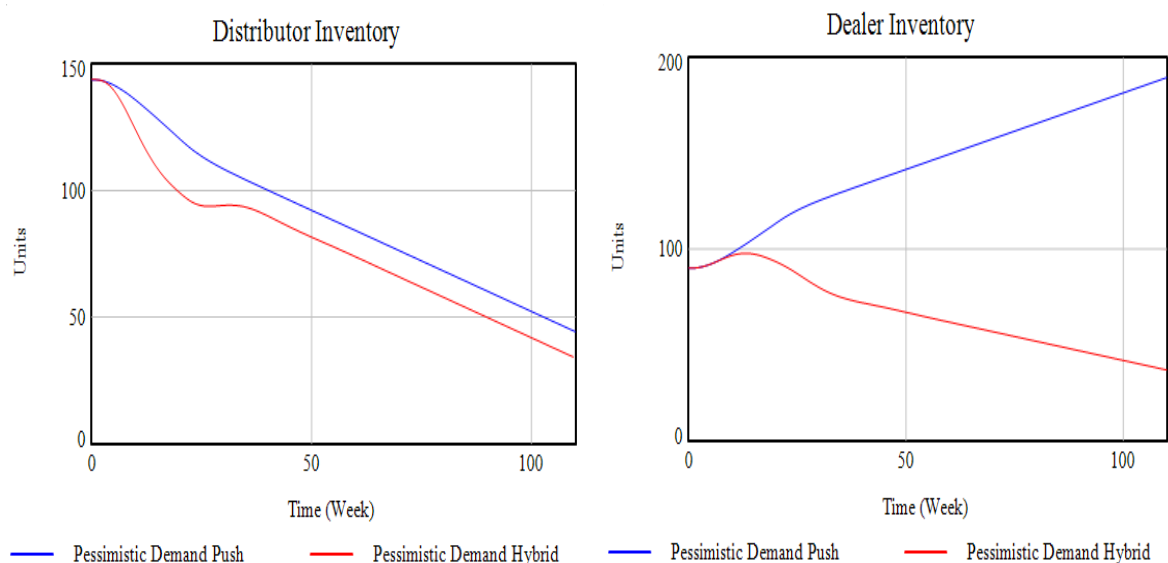 Distributor Inventory
150
100
50
0
Units
0
50
100
Time (Week)
Pessimistic Demand Push
Pessimistic Demand Hybrid
Dealer Inventory
200
100
0
Units
0
50
100
Time (Week)
Pessimistic Demand Push
Pessimistic Demand Hybrid